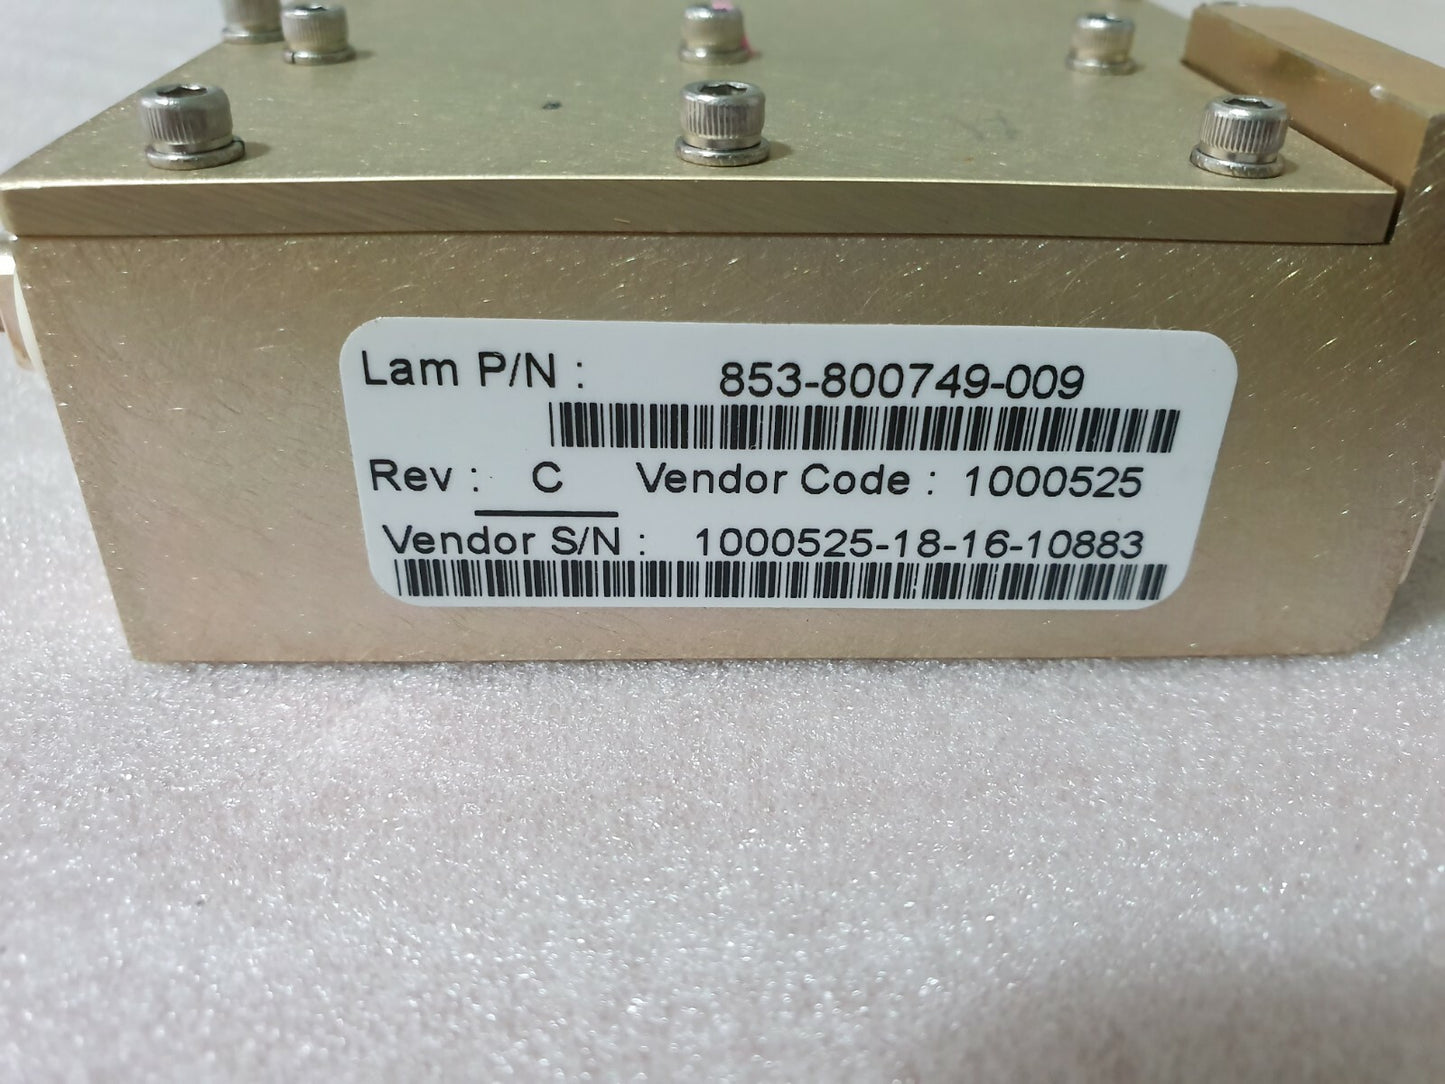 Lam P/N : 853-800749-009
Rev : C Vendor Code : 1000525
Vendor S/N : 1000525-18-16-10883